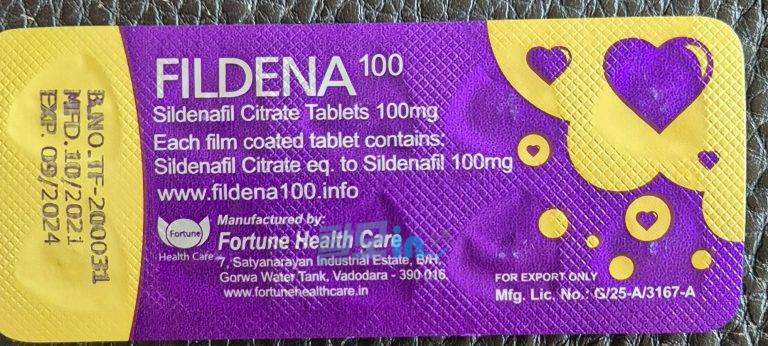 B.NO. TF-200031
MFD. 10/2021
EXP. 09/2024
FILDENA 100
Sildenafil Citrate Tablets 100mg
Each film coated tablet contains:
Sildenafil Citrate eq. to Sildenafil 100mg
www.fildena100.info
Fortune
Health Care
Manufactured by:
Fortune Health Care
7, Satyanarayan Industrial Estate, B/H,
Gorwa Water Tank, Vadodara - 390 016.
www.fortunehealthcare.in
FOR EXPORT ONLY
Mfg. Lic. No.: G/25-A/3167-A